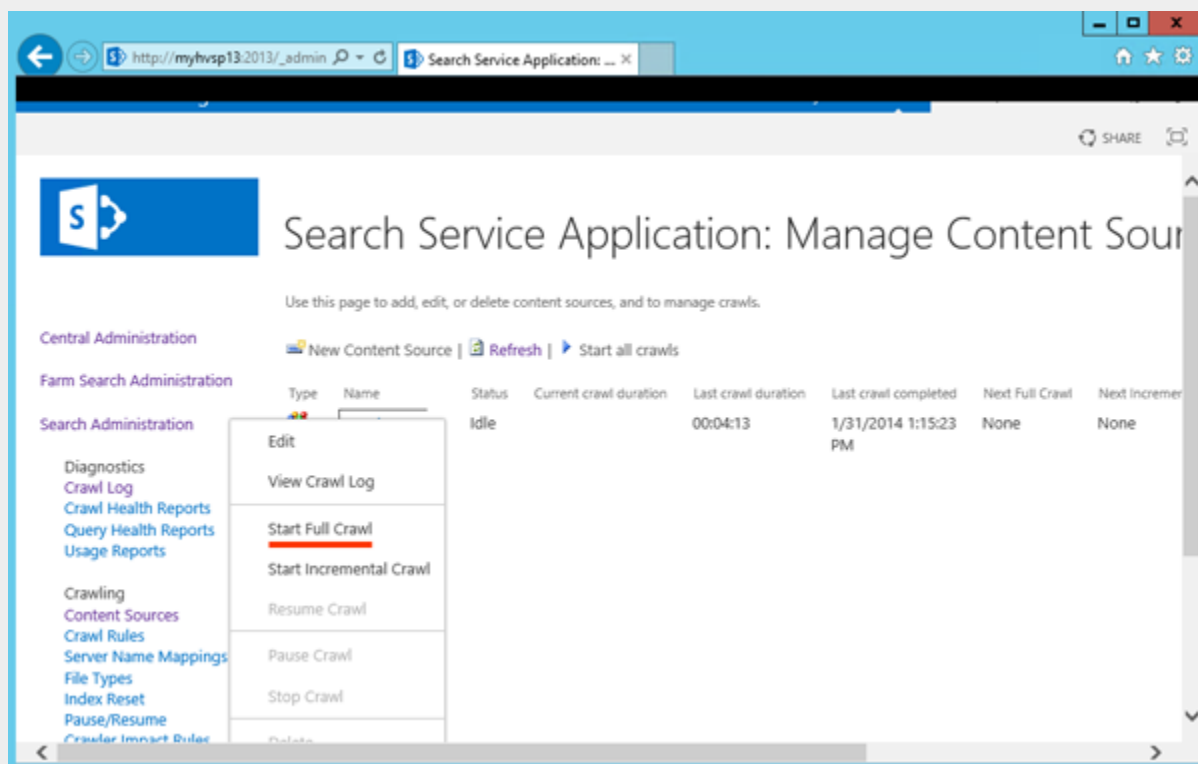 http://myhvsp13:2013/_admin
Search Service Application: ...
SHARE
S
Search Service Application: Manage Content Sour
Use this page to add, edit, or delete content sources, and to manage crawls.
Central Administration
Farm Search Administration
Search Administration
Diagnostics
Crawl Log
Crawl Health Reports
Query Health Reports
Usage Reports
Crawling
Content Sources
Crawl Rules
Server Name Mappings
File Types
Index Reset
Pause/Resume
Crawler Impact Rules
New Content Source | Refresh | Start all crawls
Type Name Status Current crawl duration Last crawl duration Last crawl completed Next Full Crawl Next Incremen
Idle 00:04:13 1/31/2014 1:15:23 PM None None
Edit
View Crawl Log
Start Full Crawl
Start Incremental Crawl
Resume Crawl
Pause Crawl
Stop Crawl
Delete